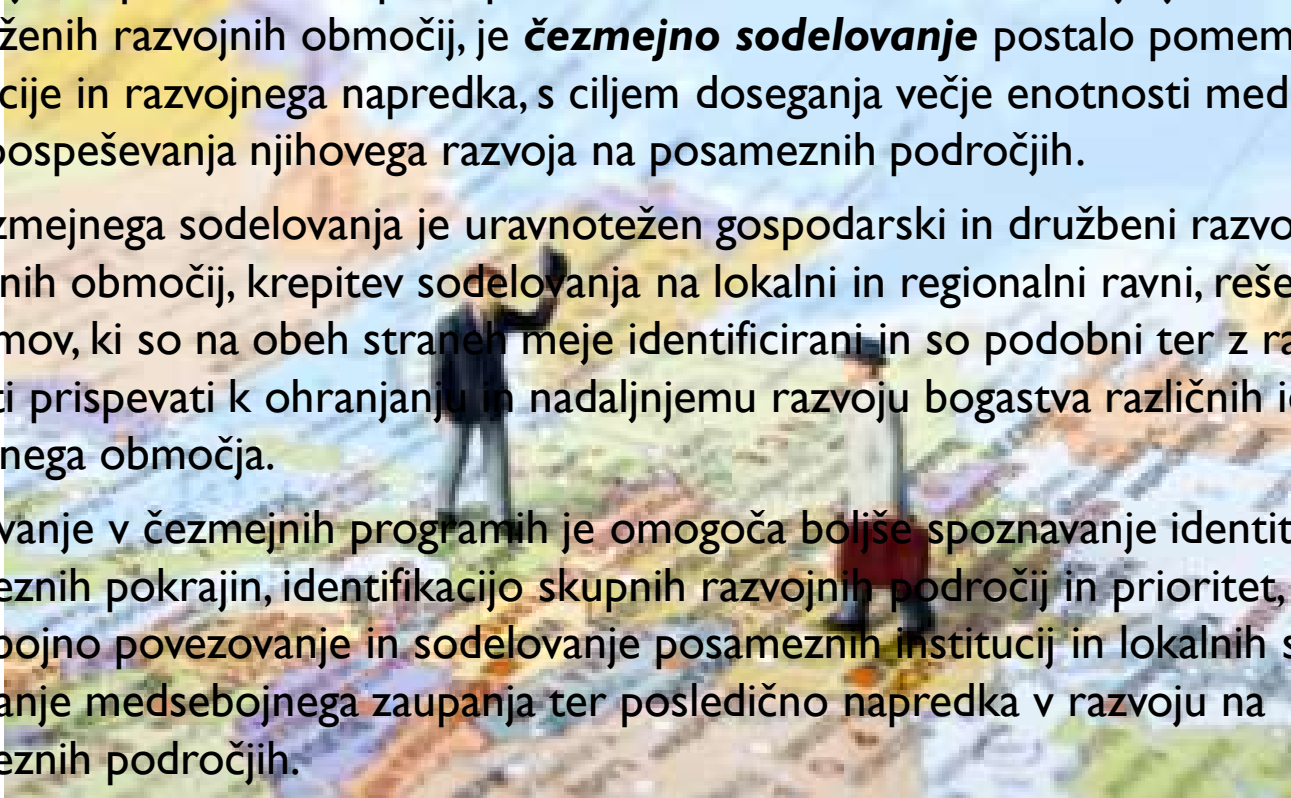 ženih razvojnih območij, je čezmejno sodelovanje postalo pomem
cije in razvojnega napredka, s ciljem doseganja večje enotnosti med
pospeševanja njihovega razvoja na posameznih področjih.
zmejnega sodelovanja je uravnotežen gospodarski in družbeni razvo
nih območij, krepitev sodelovanja na lokalni in regionalni ravni, reše
mov, ki so na obeh straneh meje identificirani in so podobni ter z ra
ti prispevati k ohranjanju in nadaljnjemu razvoju bogastva različnih i
nega območja.
vanje v čezmejnih programih je omogoča boljše spoznavanje identit
eznih pokrajin, identifikacijo skupnih razvojnih področij in prioritet,
bojno povezovanje in sodelovanje posameznih institucij in lokalnih s
anje medsebojnega zaupanja ter posledično napredka v razvoju na
eznih področjih.